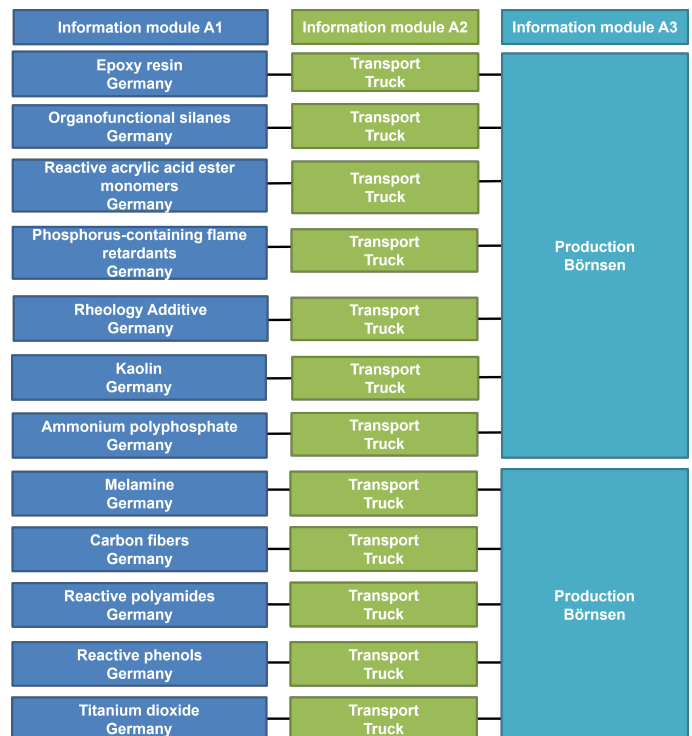 Information module A1
Information module A2
Information module A3
Epoxy resin
Germany
Transport
Truck
Organofunctional silanes
Germany
Transport
Truck
Reactive acrylic acid ester
monomers
Germany
Transport
Truck
Phosphorus-containing flame
retardants
Germany
Transport
Truck
Production
Börnsen
Rheology Additive
Germany
Transport
Truck
Kaolin
Germany
Transport
Truck
Ammonium polyphosphate
Germany
Transport
Truck
Melamine
Germany
Transport
Truck
Carbon fibers
Germany
Transport
Truck
Reactive polyamides
Germany
Transport
Truck
Production
Börnsen
Reactive phenols
Germany
Transport
Truck
Titanium dioxide
Germany
Transport
Truck